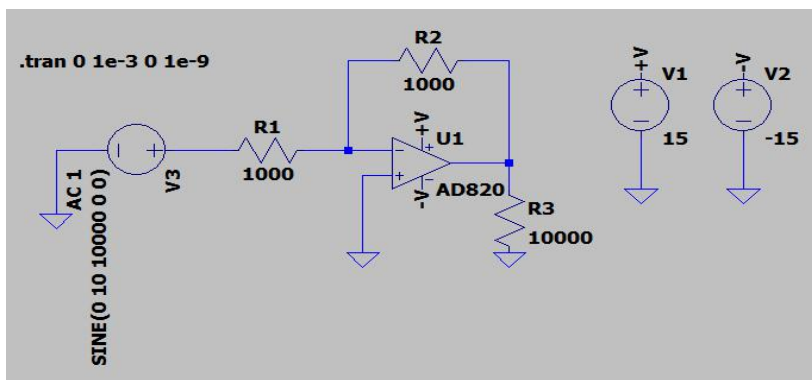 .tran 0 1e-3 0 1e-9
R2
1000
R1
1000
+V
U1
-V
AD820
R3
10000
V3
AC 1
SINE(0 10 10000 0 0)
+V
V1
15
-V
V2
-15